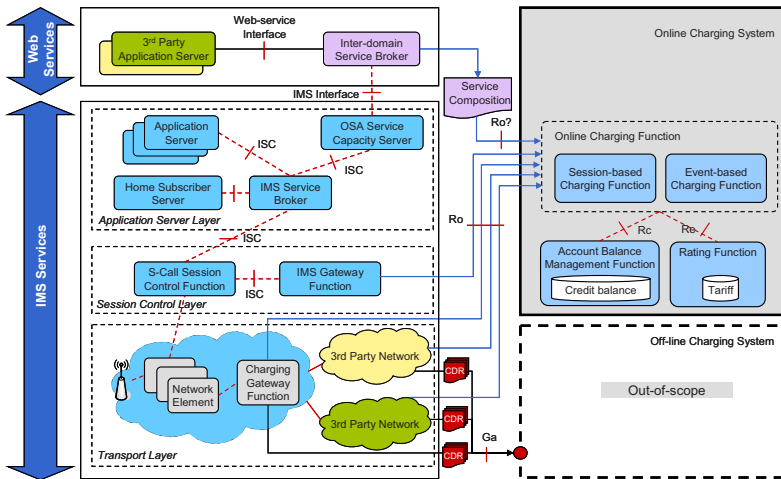 Web
Services
IMS Services
3rd Party
Application Server
Web-service
Interface
Inter-domain
Service Broker
IMS Interface
Service
Composition
Ro?
Application
Server
ISC
OSA Service
Capacity Server
ISC
Home Subscriber
Server
IMS Service
Broker
Application Server Layer
ISC
Ro
S-Call Session
Control Function
ISC
IMS Gateway
Function
Session Control Layer
Network
Element
Charging
Gateway
Function
3rd Party Network
3rd Party Network
Transport Layer
CDR
CDR
CDR
Ga
Online Charging System
Online Charging Function
Session-based
Charging Function
Event-based
Charging Function
Rc
Re
Account Balance
Management Function
Credit balance
Rating Function
Tariff
Off-line Charging System
Out-of-scope